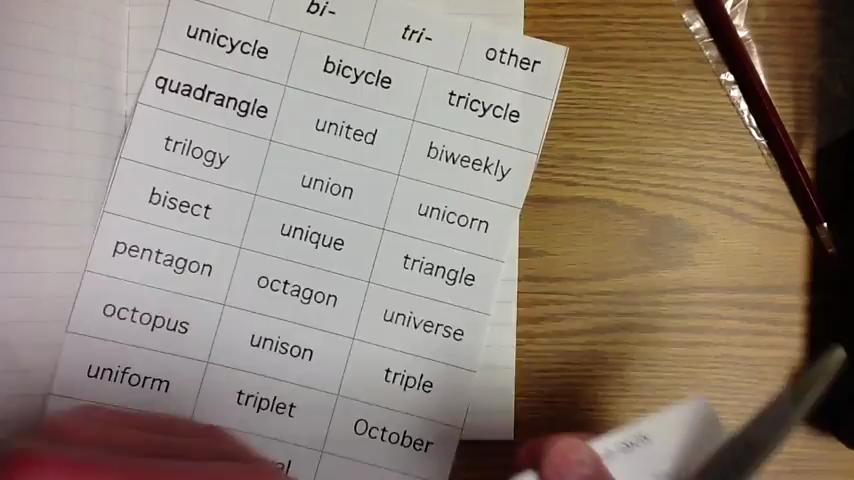 bi- tri- other
unicycle bicycle tricycle
quadrangle united biweekly
trilogy union unicorn
bisect unique triangle
pentagon octagon universe
octopus unison triple
uniform triplet October